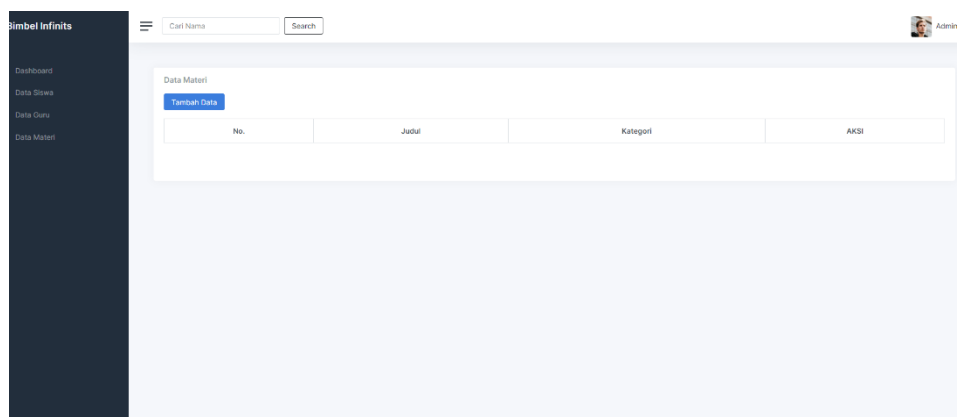 Bimbel Infinits
Cari Nama
Search
Admin
Dashboard
Data Siswa
Data Guru
Data Materi
Data Materi
Tambah Data
No. Judul Kategori AKSI